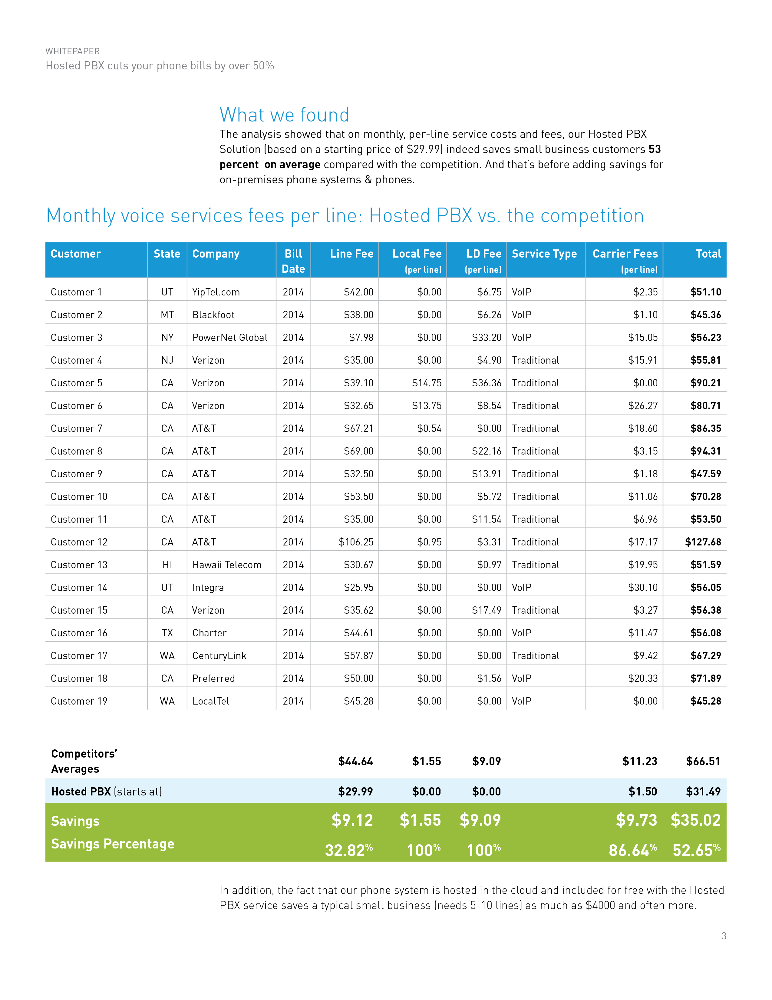 WHITEPAPER
Hosted PBX cuts your phone bills by over 50%
What we found
The analysis showed that on monthly, per-line service costs and fees, our Hosted PBX
Solution (based on a starting price of $29.99) indeed saves small business customers 53
percent on average compared with the competition. And that's before adding savings for
on-premises phone systems & phones.
Monthly voice services fees per line: Hosted PBX vs. the competition
Customer State Company Bill Date Line Fee Local Fee (per line) LD Fee (per line) Service Type Carrier Fees (per line) Total
Customer 1 UT YipTel.com 2014 $42.00 $0.00 $6.75 VoIP $2.35 $51.10
Customer 2 MT Blackfoot 2014 $38.00 $0.00 $6.26 VoIP $1.10 $45.36
Customer 3 NY PowerNet Global 2014 $7.98 $0.00 $33.20 VoIP $15.05 $56.23
Customer 4 NJ Verizon 2014 $35.00 $0.00 $4.90 Traditional $15.91 $55.81
Customer 5 CA Verizon 2014 $39.10 $14.75 $36.36 Traditional $0.00 $90.21
Customer 6 CA Verizon 2014 $32.65 $13.75 $8.54 Traditional $26.27 $80.71
Customer 7 CA AT&T 2014 $67.21 $0.54 $0.00 Traditional $18.60 $86.35
Customer 8 CA AT&T 2014 $69.00 $0.00 $22.16 Traditional $3.15 $94.31
Customer 9 CA AT&T 2014 $32.50 $0.00 $13.91 Traditional $1.18 $47.59
Customer 10 CA AT&T 2014 $53.50 $0.00 $5.72 Traditional $11.06 $70.28
Customer 11 CA AT&T 2014 $35.00 $0.00 $11.54 Traditional $6.96 $53.50
Customer 12 CA AT&T 2014 $106.25 $0.95 $3.31 Traditional $17.17 $127.68
Customer 13 HI Hawaii Telecom 2014 $30.67 $0.00 $0.97 Traditional $19.95 $51.59
Customer 14 UT Integra 2014 $25.95 $0.00 $0.00 VoIP $30.10 $56.05
Customer 15 CA Verizon 2014 $35.62 $0.00 $17.49 Traditional $3.27 $56.38
Customer 16 TX Charter 2014 $44.61 $0.00 $0.00 VoIP $11.47 $56.08
Customer 17 WA CenturyLink 2014 $57.87 $0.00 $0.00 Traditional $9.42 $67.29
Customer 18 CA Preferred 2014 $50.00 $0.00 $1.56 VoIP $20.33 $71.89
Customer 19 WA LocalTel 2014 $45.28 $0.00 $0.00 VoIP $0.00 $45.28
Competitors' Averages $44.64 $1.55 $9.09 $11.23 $66.51
Hosted PBX (starts at) $29.99 $0.00 $0.00 $1.50 $31.49
Savings $9.12 $1.55 $9.09 $9.73 $35.02
Savings Percentage 32.82% 100% 100% 86.64% 52.65%
In addition, the fact that our phone system is hosted in the cloud and included for free with the Hosted
PBX service saves a typical small business (needs 5-10 lines) as much as $4000 and often more.
3